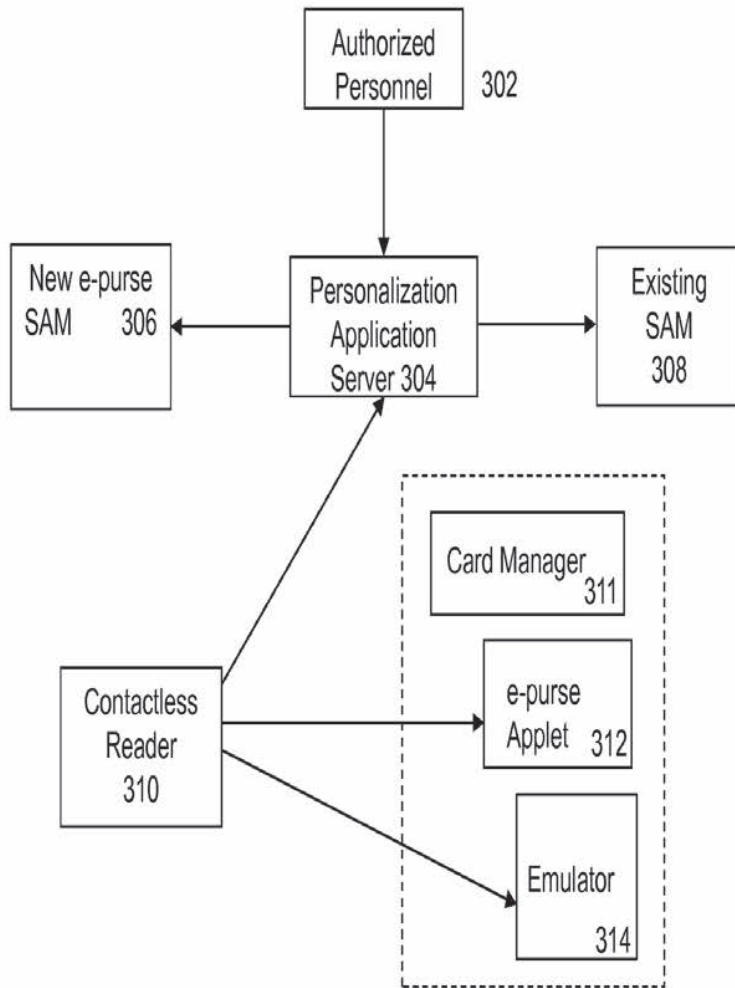 Authorized
Personnel
302
New e-purse
SAM 306
Personalization
Application
Server 304
Existing
SAM
308
Card Manager
311
Contactless
Reader
310
e-purse
Applet
312
Emulator
314